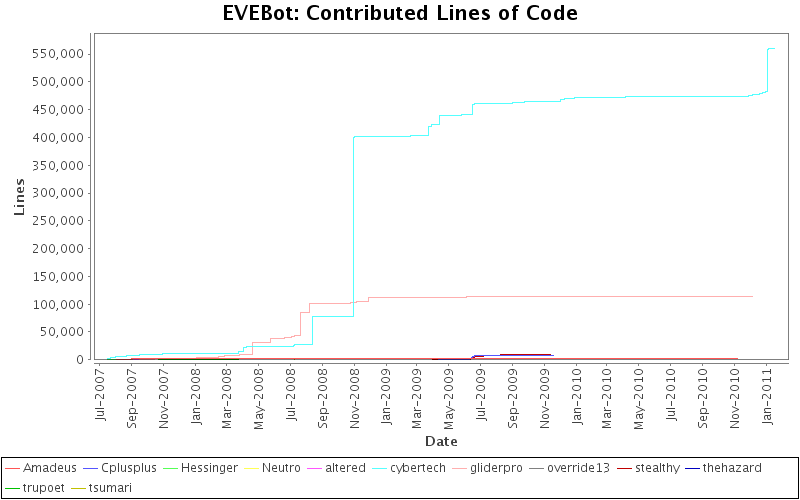 EVEBot: Contributed Lines of Code
550,000
500,000
450,000
400,000
350,000
300,000
250,000
200,000
150,000
100,000
50,000
0
Lines
Jul-2007
Sep-2007
Nov-2007
Jan-2008
Mar-2008
May-2008
Jul-2008
Sep-2008
Nov-2008
Jan-2009
Mar-2009
May-2009
Jul-2009
Sep-2009
Nov-2009
Jan-2010
Mar-2010
May-2010
Jul-2010
Sep-2010
Nov-2010
Jan-2011
Date
Amadeus Cplusplus Hessinger Neutro altered cybertech gliderpro override13 stealthy thehazard
trupoet tsumari